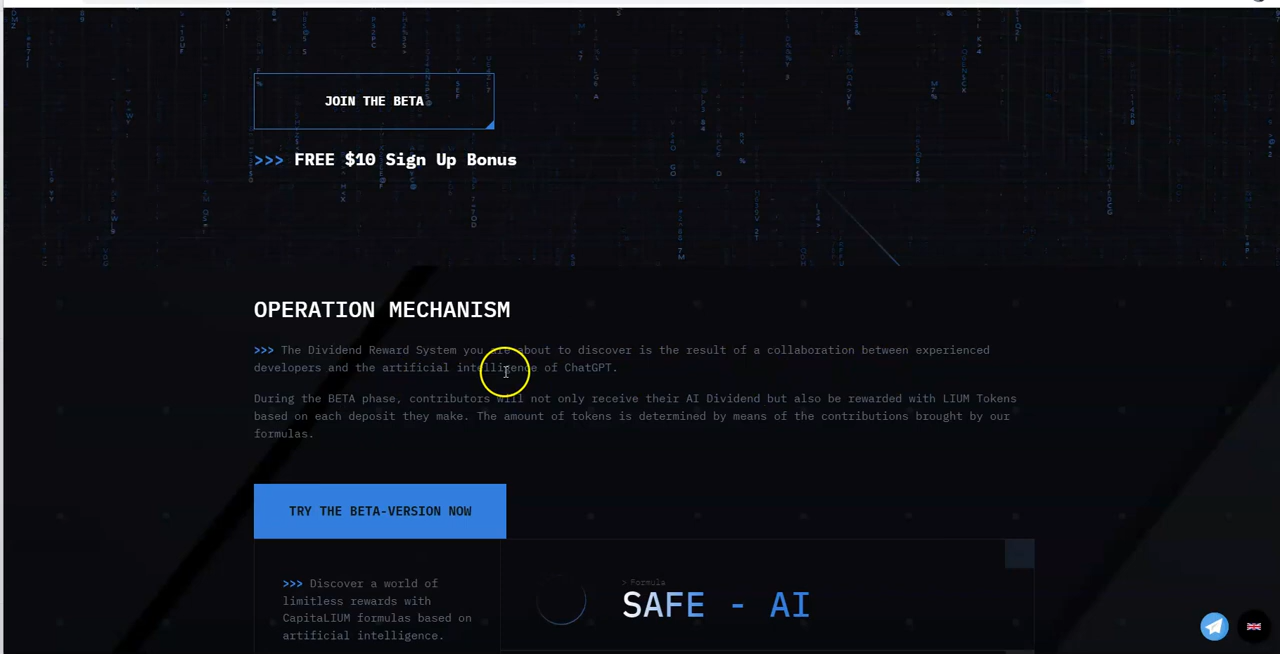 JOIN THE BETA
>>> FREE $10 Sign Up Bonus
OPERATION MECHANISM
>>> The Dividend Reward System you are about to discover is the result of a collaboration between experienced
developers and the artificial intelligence of ChatGPT.
During the BETA phase, contributors will not only receive their AI Dividend but also be rewarded with LIUM Tokens
based on each deposit they make. The amount of tokens is determined by means of the contributions brought by our
formulas.
TRY THE BETA-VERSION NOW
>>> Discover a world of
limitless rewards with
CapitaLIUM formulas based on
artificial intelligence.
> Formula
SAFE - AI